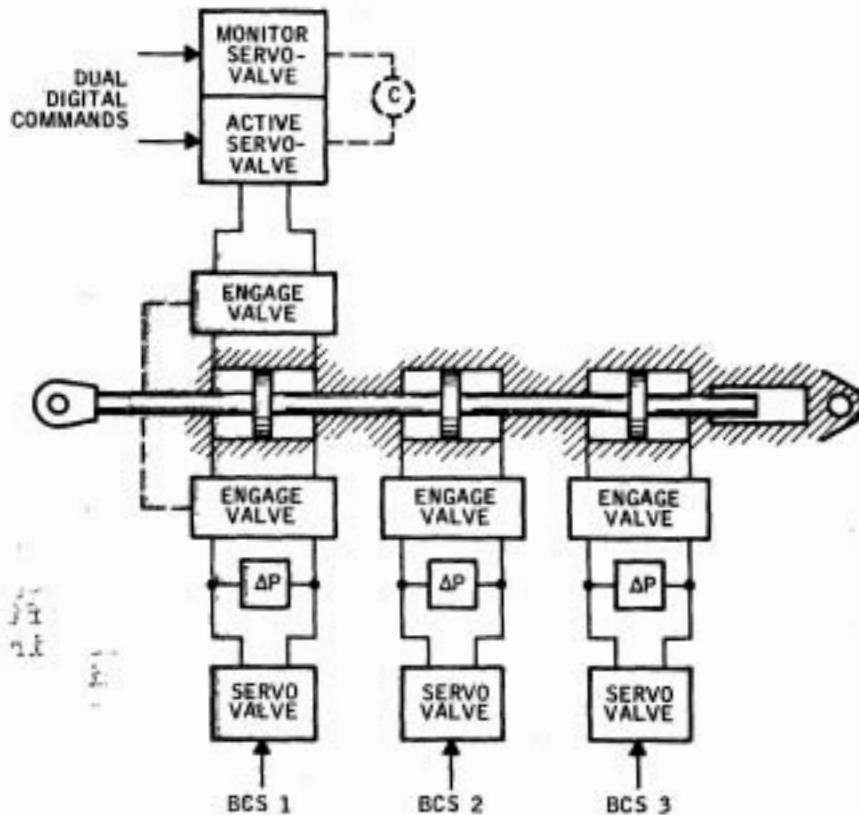 MONITOR
SERVO-
VALVE
DUAL
DIGITAL
COMMANDS
C
ACTIVE
SERVO-
VALVE
ENGAGE
VALVE
ENGAGE
VALVE
ENGAGE
VALVE
ENGAGE
VALVE
ΔP
ΔP
ΔP
SERVO
VALVE
SERVO
VALVE
SERVO
VALVE
BCS 1
BCS 2
BCS 3